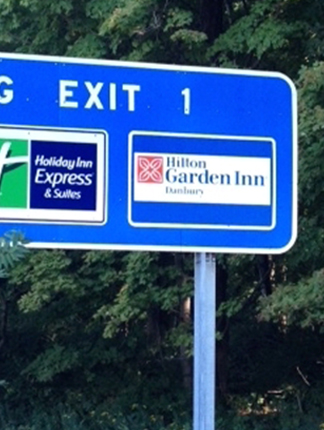 G EXIT 1
Holiday Inn
Express
& Suites
Hilton
Garden Inn
Danbury